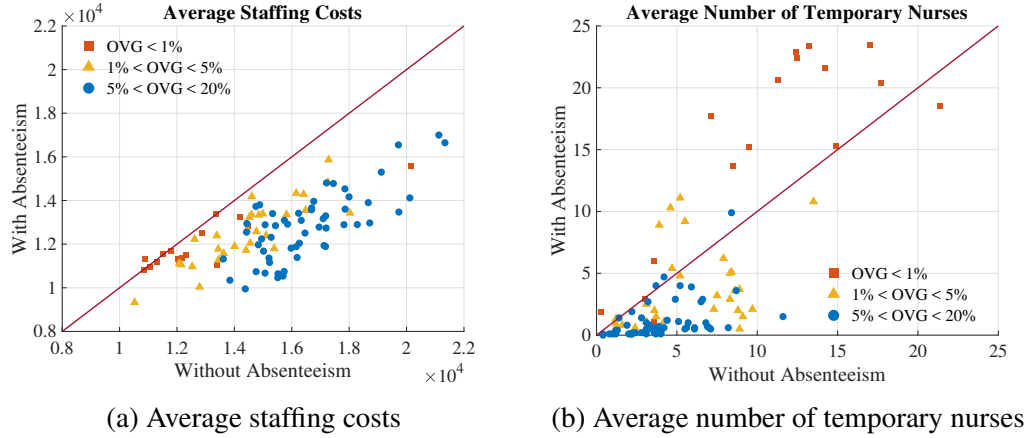 Average Staffing Costs
×10⁴
2.2
2
1.8
1.6
1.4
1.2
1
0.8
With Absenteeism
OVG < 1%
1% < OVG < 5%
5% < OVG < 20%
0.8 1 1.2 1.4 1.6 1.8 2 2.2
Without Absenteeism
×10⁴
(a) Average staffing costs
Average Number of Temporary Nurses
25
20
15
10
5
0
With Absenteeism
OVG < 1%
1% < OVG < 5%
5% < OVG < 20%
0 5 10 15 20 25
Without Absenteeism
(b) Average number of temporary nurses